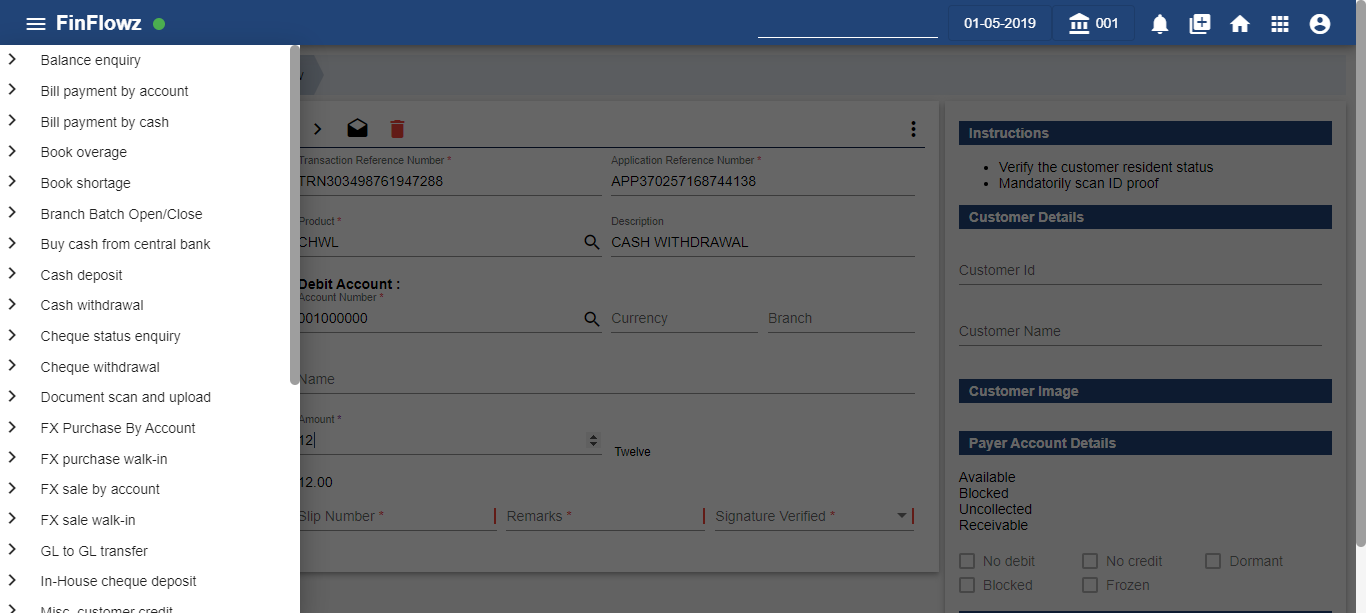 FinFlowz
01-05-2019
001
Balance enquiry
Bill payment by account
Bill payment by cash
Book overage
Book shortage
Branch Batch Open/Close
Buy cash from central bank
Cash deposit
Cash withdrawal
Cheque status enquiry
Cheque withdrawal
Document scan and upload
FX Purchase By Account
FX purchase walk-in
FX sale by account
FX sale walk-in
GL to GL transfer
In-House cheque deposit
Misc. customer credit
Transaction Reference Number *
Application Reference Number *
TRN303498761947288
APP370257168744138
Product *
Description
CHWL
CASH WITHDRAWAL
Debit Account :
Account Number *
001000000
Currency
Branch
Name
Amount *
12
Twelve
12.00
Slip Number *
Remarks *
Signature Verified *
Instructions
• Verify the customer resident status
• Mandatorily scan ID proof
Customer Details
Customer Id
Customer Name
Customer Image
Payer Account Details
Available
Blocked
Uncollected
Receivable
No debit
No credit
Dormant
Blocked
Frozen